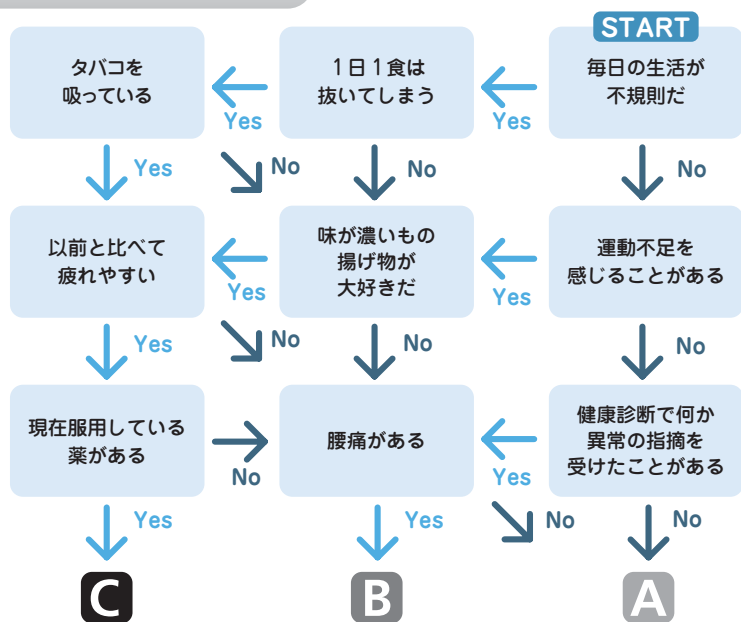 START
タバコを
吸っている
1日1食は
抜いてしまう
毎日の生活が
不規則だ
Yes
Yes
Yes
No
No
No
以前と比べて
疲れやすい
味が濃いもの
揚げ物が
大好きだ
運動不足を
感じることがある
Yes
Yes
Yes
No
No
No
現在服用している
薬がある
腰痛がある
健康診断で何か
異常の指摘を
受けたことがある
No
Yes
Yes
Yes
No
No
C
B
A